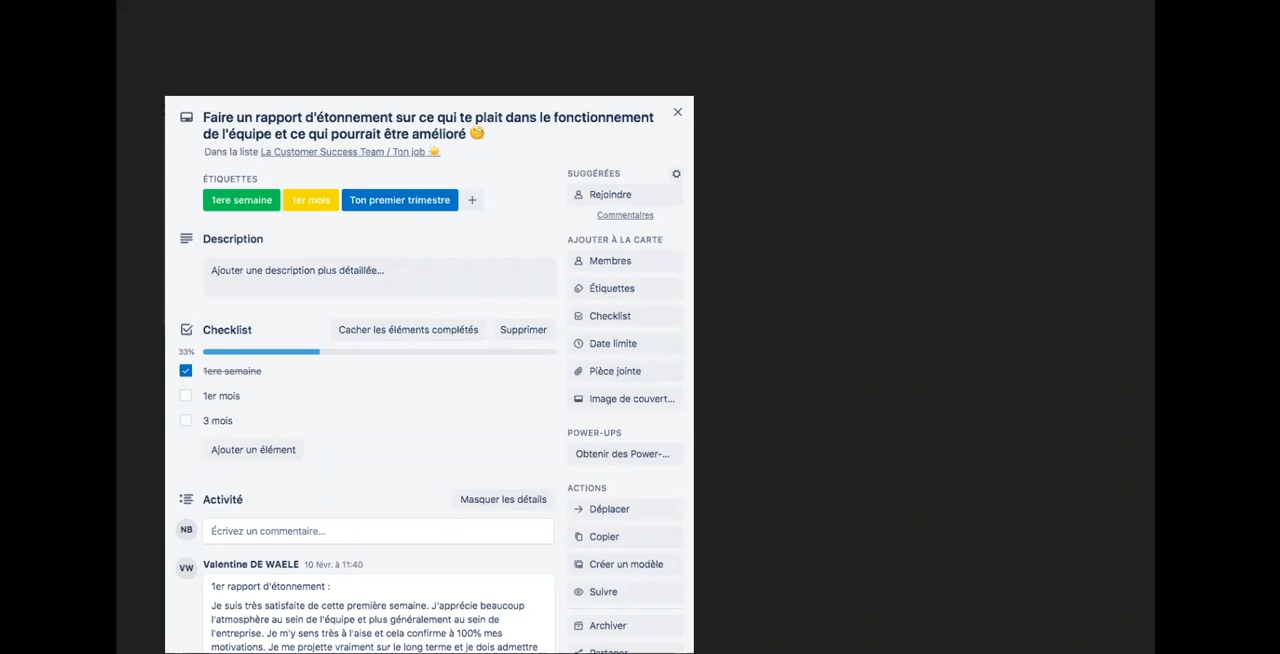 Faire un rapport d'étonnement sur ce qui te plait dans le fonctionnement
de l'équipe et ce qui pourrait être amélioré 🧐
Dans la liste La Customer Success Team / Ton job ☀️
ÉTIQUETTES
1ere semaine
1er mois
Ton premier trimestre
+
Description
Ajouter une description plus détaillée...
Checklist
Cacher les éléments complétés
Supprimer
33%
1ere semaine
1er mois
3 mois
Ajouter un élément
Activité
Masquer les détails
NB
Écrivez un commentaire...
VW
Valentine DE WAELE 10 févr. à 11:40
1er rapport d'étonnement :
Je suis très satisfaite de cette première semaine. J'apprécie beaucoup
l'atmosphère au sein de l'équipe et plus généralement au sein de
l'entreprise. Je m'y sens très à l'aise et cela confirme à 100% mes
motivations. Je me projette vraiment sur le long terme et je dois admettre
SUGGÉRÉES
Rejoindre
Commentaires
AJOUTER À LA CARTE
Membres
Étiquettes
Checklist
Date limite
Pièce jointe
Image de couvert...
POWER-UPS
Obtenir des Power-...
ACTIONS
Déplacer
Copier
Créer un modèle
Suivre
Archiver
Partager